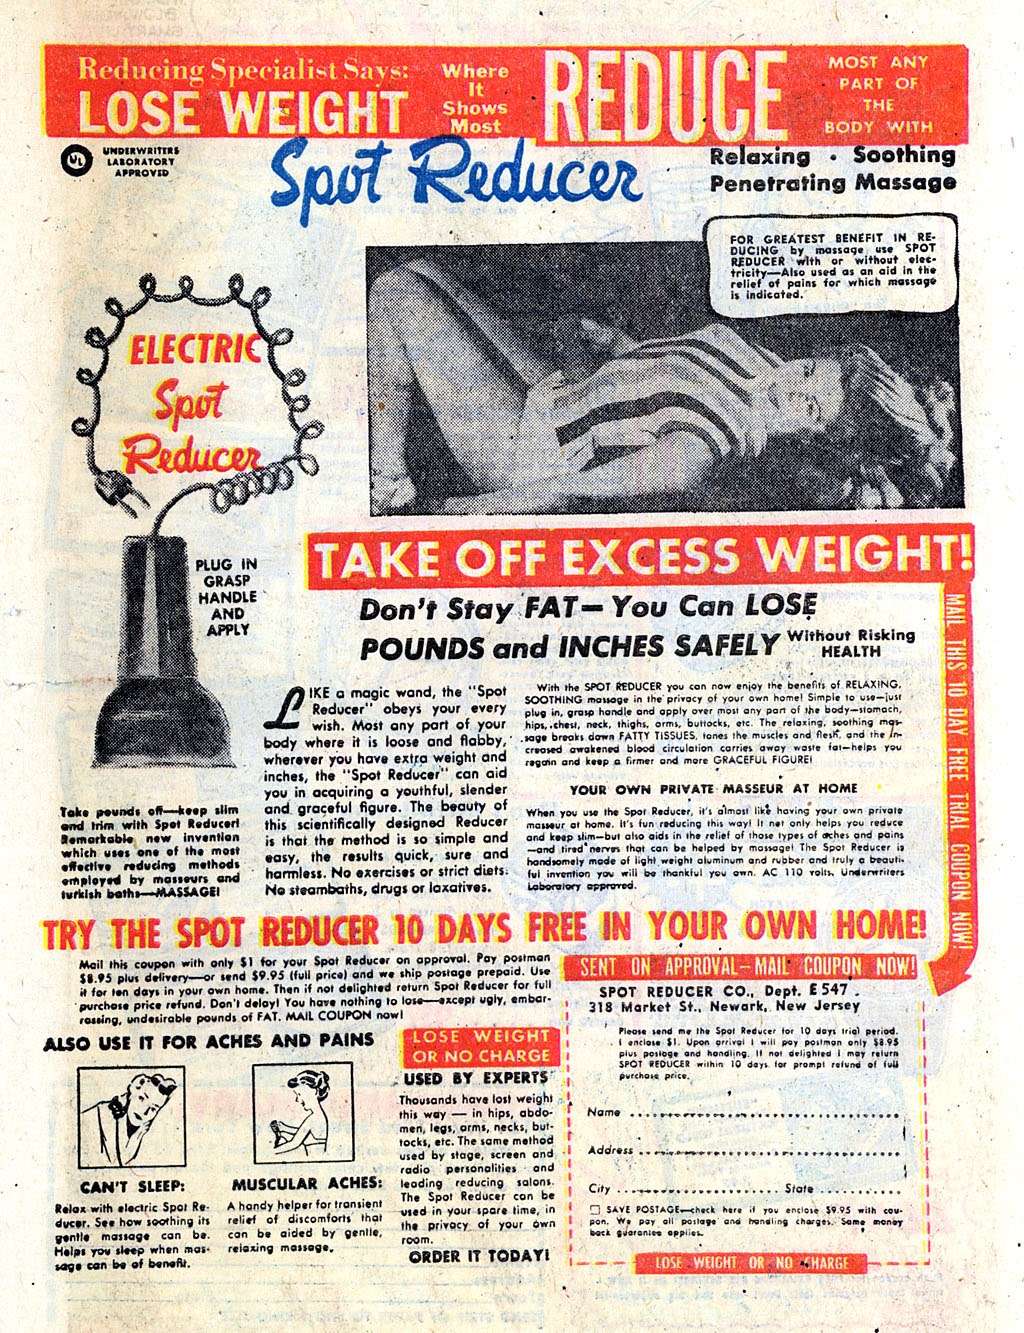 Reducing Specialist Says:
LOSE WEIGHT
Where
It
Shows
Most
REDUCE
MOST ANY
PART OF
THE
BODY WITH
UL
UNDERWRITERS
LABORATORY
APPROVED
Spot Reducer
Relaxing • Soothing
Penetrating Massage
FOR GREATEST BENEFIT IN RE-
DUCING by massage use SPOT
REDUCER with or without elec-
tricity—Also used as an aid in the
relief of pains for which massage
is indicated.
ELECTRIC
Spot
Reducer
PLUG IN
GRASP
HANDLE
AND
APPLY
TAKE OFF EXCESS WEIGHT!
Don't Stay FAT—You Can LOSE
POUNDS and INCHES SAFELY Without Risking
HEALTH
MAIL THIS 10 DAY FREE TRIAL COUPON NOW!
LIKE a magic wand, the "Spot
Reducer" obeys your every
wish. Most any part of your
body where it is loose and flabby,
wherever you have extra weight and
inches, the "Spot Reducer" can aid
you in acquiring a youthful, slender
and graceful figure. The beauty of
this scientifically designed Reducer
is that the method is so simple and
easy, the results quick, sure and
harmless. No exercises or strict diets.
No steambaths, drugs or laxatives.
With the SPOT REDUCER you can now enjoy the benefits of RELAXING,
SOOTHING massage in the privacy of your own home! Simple to use—just
plug in, grasp handle and apply over most any part of the body—stomach,
hips, chest, neck, thighs, arms, buttocks, etc. The relaxing, soothing mas-
sage breaks down FATTY TISSUES, tones the muscles and flesh, and the in-
creased awakened blood circulation carries away waste fat—helps you
regain and keep a firmer and more GRACEFUL FIGURE!
YOUR OWN PRIVATE MASSEUR AT HOME
When you use the Spot Reducer, it's almost like having your own private
masseur at home. It's fun reducing this way! It not only helps you reduce
and keep slim—but also aids in the relief of those types of aches and pains
—and tired nerves that can be helped by massage! The Spot Reducer is
handsomely made of light weight aluminum and rubber and truly a beauti-
ful invention you will be thankful you own. AC 110 volts. Underwriters
Laboratory approved.
Take pounds off—keep slim
and trim with Spot Reducer!
Remarkable new invention
which uses one of the most
effective reducing methods
employed by masseurs and
turkish baths—MASSAGE!
TRY THE SPOT REDUCER 10 DAYS FREE IN YOUR OWN HOME!
Mail this coupon with only $1 for your Spot Reducer on approval. Pay postman
$8.95 plus delivery—or send $9.95 (full price) and we ship postage prepaid. Use
it for ten days in your own home. Then if not delighted return Spot Reducer for full
purchase price refund. Don't delay! You have nothing to lose—except ugly, embar-
rassing, undesirable pounds of FAT. MAIL COUPON now!
ALSO USE IT FOR ACHES AND PAINS
CAN'T SLEEP:
Relax with electric Spot Re-
ducer. See how soothing its
gentle massage can be.
Helps you sleep when mas-
sage can be of benefit.
MUSCULAR ACHES:
A handy helper for transient
relief of discomforts that
can be aided by gentle,
relaxing massage.
LOSE WEIGHT
OR NO CHARGE
USED BY EXPERTS
Thousands have lost weight
this way — in hips, abdo-
men, legs, arms, necks, but-
tocks, etc. The same method
used by stage, screen and
radio personalities and
leading reducing salons.
The Spot Reducer can be
used in your spare time, in
the privacy of your own
room.
ORDER IT TODAY!
SENT ON APPROVAL—MAIL COUPON NOW!
SPOT REDUCER CO., Dept. E547
318 Market St., Newark, New Jersey
Please send me the Spot Reducer for 10 days trial period.
I enclose $1. Upon arrival I will pay postman only $8.95
plus postage and handling. If not delighted I may return
SPOT REDUCER within 10 days for prompt refund of full
purchase price.
Name
Address
City State
SAVE POSTAGE—check here if you enclose $9.95 with cou-
pon. We pay all postage and handling charges. Same money
back guarantee applies.
LOSE WEIGHT OR NO CHARGE